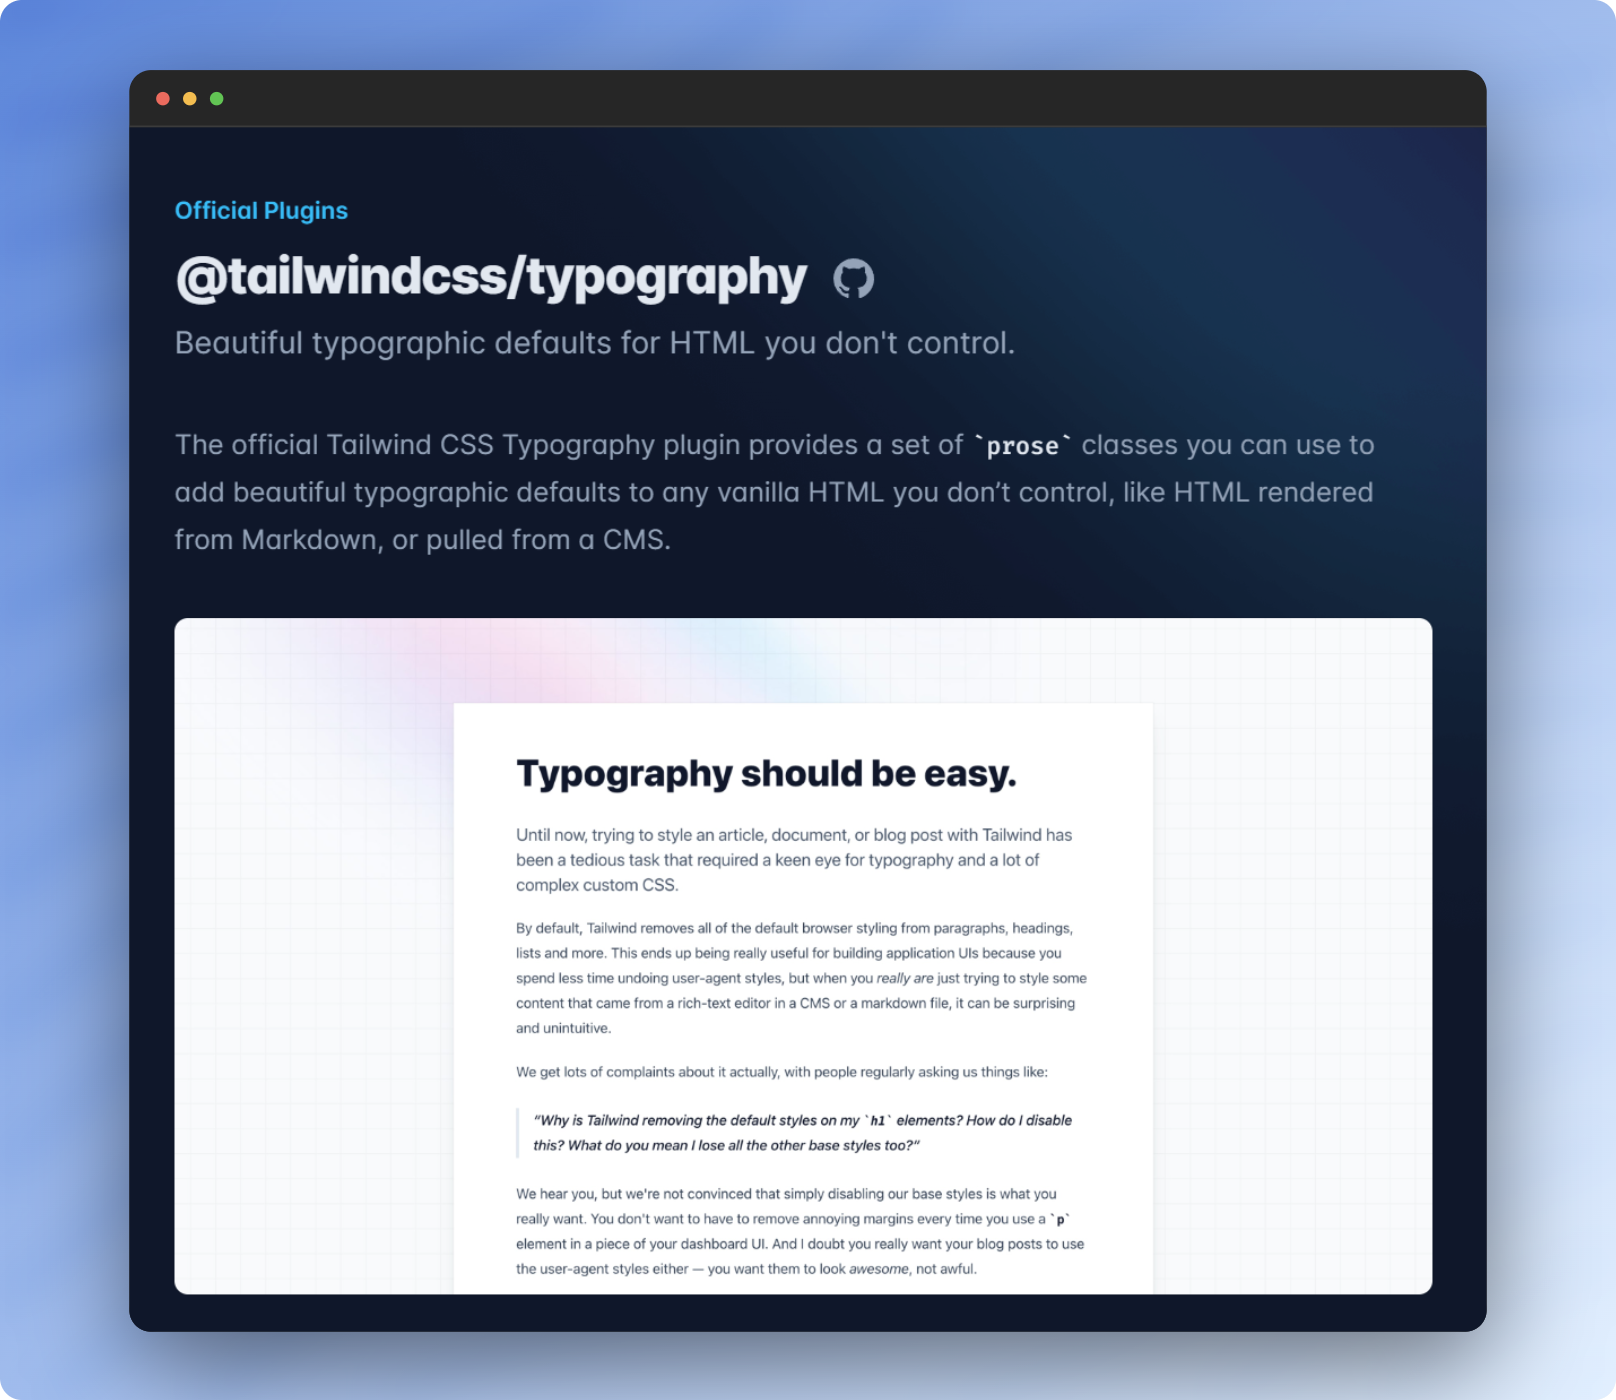 Official Plugins
@tailwindcss/typography
Beautiful typographic defaults for HTML you don't control.
The official Tailwind CSS Typography plugin provides a set of `prose` classes you can use to
add beautiful typographic defaults to any vanilla HTML you don’t control, like HTML rendered
from Markdown, or pulled from a CMS.
Typography should be easy.
Until now, trying to style an article, document, or blog post with Tailwind has
been a tedious task that required a keen eye for typography and a lot of
complex custom CSS.
By default, Tailwind removes all of the default browser styling from paragraphs, headings,
lists and more. This ends up being really useful for building application UIs because you
spend less time undoing user-agent styles, but when you really are just trying to style some
content that came from a rich-text editor in a CMS or a markdown file, it can be surprising
and unintuitive.
We get lots of complaints about it actually, with people regularly asking us things like:
“Why is Tailwind removing the default styles on my `h1` elements? How do I disable
this? What do you mean I lose all the other base styles too?”
We hear you, but we're not convinced that simply disabling our base styles is what you
really want. You don't want to have to remove annoying margins every time you use a `p`
element in a piece of your dashboard UI. And I doubt you really want your blog posts to use
the user-agent styles either — you want them to look awesome, not awful.